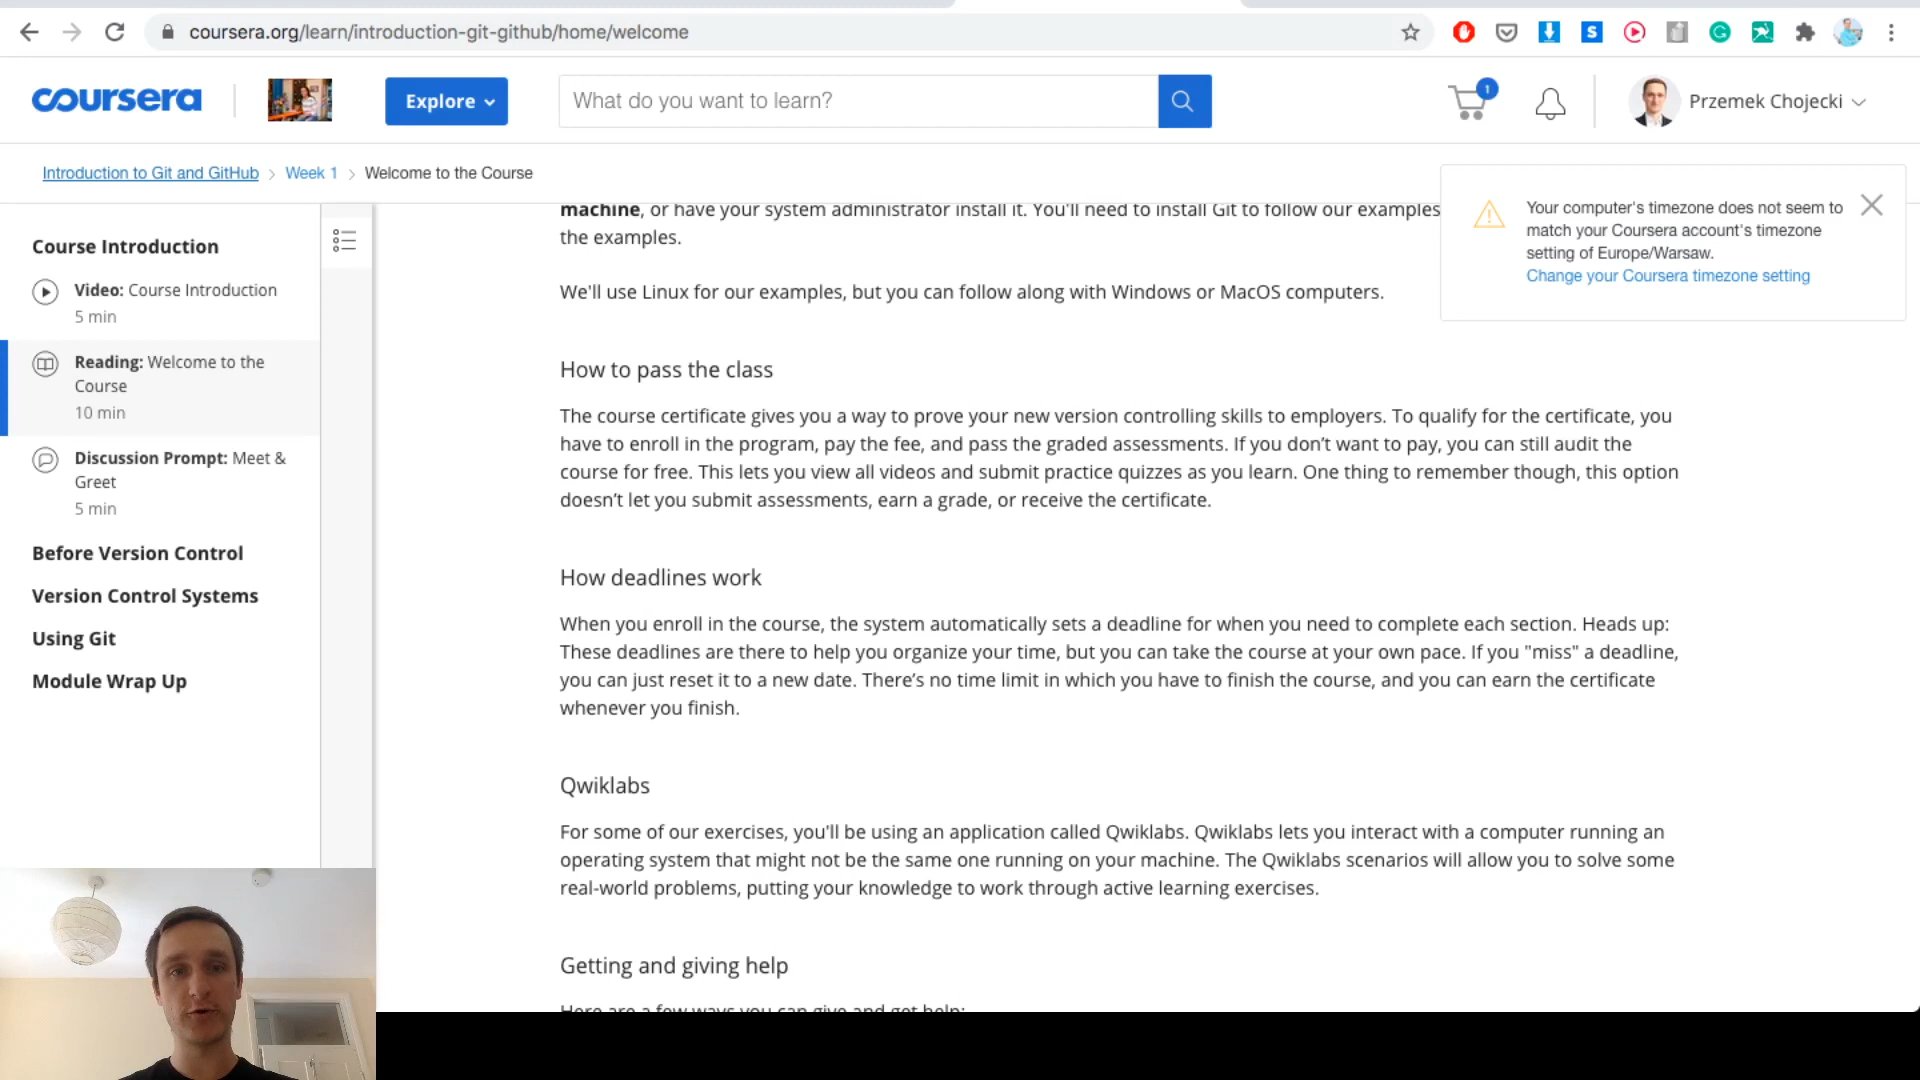 coursera.org/learn/introduction-git-github/home/welcome
S
G
coursera
Explore
What do you want to learn?
1
Przemek Chojecki
Introduction to Git and GitHub > Week 1 > Welcome to the Course
Your computer's timezone does not seem to
match your Coursera account's timezone
setting of Europe/Warsaw.
Change your Coursera timezone setting
Course Introduction
Video: Course Introduction
5 min
Reading: Welcome to the
Course
10 min
Discussion Prompt: Meet &
Greet
5 min
Before Version Control
Version Control Systems
Using Git
Module Wrap Up
machine, or have your system administrator install it. You'll need to install Git to follow our examples
the examples.
We'll use Linux for our examples, but you can follow along with Windows or MacOS computers.
How to pass the class
The course certificate gives you a way to prove your new version controlling skills to employers. To qualify for the certificate, you
have to enroll in the program, pay the fee, and pass the graded assessments. If you don’t want to pay, you can still audit the
course for free. This lets you view all videos and submit practice quizzes as you learn. One thing to remember though, this option
doesn’t let you submit assessments, earn a grade, or receive the certificate.
How deadlines work
When you enroll in the course, the system automatically sets a deadline for when you need to complete each section. Heads up:
These deadlines are there to help you organize your time, but you can take the course at your own pace. If you "miss" a deadline,
you can just reset it to a new date. There’s no time limit in which you have to finish the course, and you can earn the certificate
whenever you finish.
Qwiklabs
For some of our exercises, you'll be using an application called Qwiklabs. Qwiklabs lets you interact with a computer running an
operating system that might not be the same one running on your machine. The Qwiklabs scenarios will allow you to solve some
real-world problems, putting your knowledge to work through active learning exercises.
Getting and giving help
Here are a few ways you can give and get help: